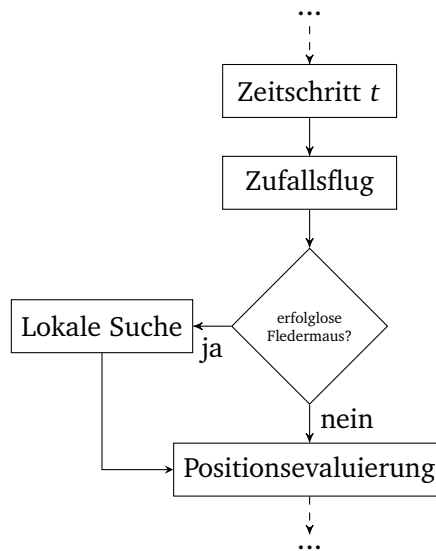 ...
Zeitschritt t
Zufallsflug
erfolglose
Fledermaus?
Lokale Suche
ja
nein
Positionsevaluierung
...